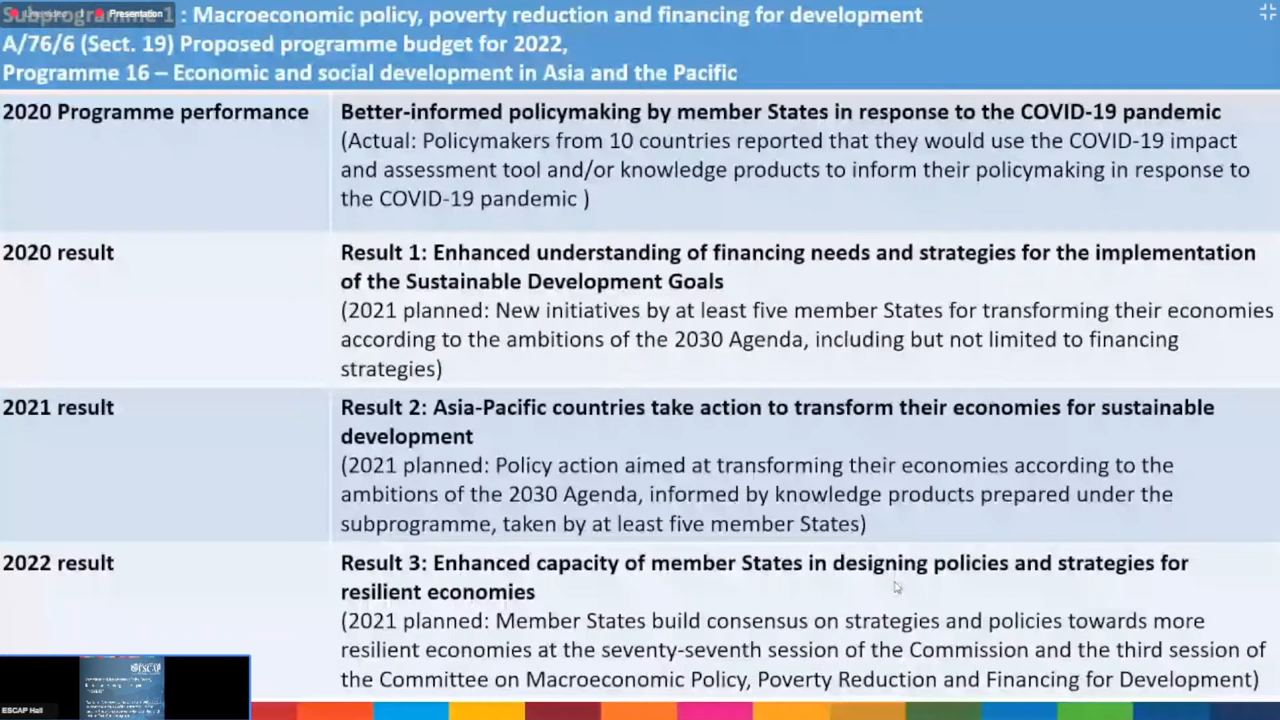 Subprogramme 1 : Macroeconomic policy, poverty reduction and financing for development
Presentation
A/76/6 (Sect. 19) Proposed programme budget for 2022,
Programme 16 – Economic and social development in Asia and the Pacific
2020 Programme performance
Better-informed policymaking by member States in response to the COVID-19 pandemic
(Actual: Policymakers from 10 countries reported that they would use the COVID-19 impact
and assessment tool and/or knowledge products to inform their policymaking in response to
the COVID-19 pandemic )
2020 result
Result 1: Enhanced understanding of financing needs and strategies for the implementation
of the Sustainable Development Goals
(2021 planned: New initiatives by at least five member States for transforming their economies
according to the ambitions of the 2030 Agenda, including but not limited to financing
strategies)
2021 result
Result 2: Asia-Pacific countries take action to transform their economies for sustainable
development
(2021 planned: Policy action aimed at transforming their economies according to the
ambitions of the 2030 Agenda, informed by knowledge products prepared under the
subprogramme, taken by at least five member States)
2022 result
Result 3: Enhanced capacity of member States in designing policies and strategies for
resilient economies
(2021 planned: Member States build consensus on strategies and policies towards more
resilient economies at the seventy-seventh session of the Commission and the third session of
the Committee on Macroeconomic Policy, Poverty Reduction and Financing for Development)
ESCAP
ESCAP Hall